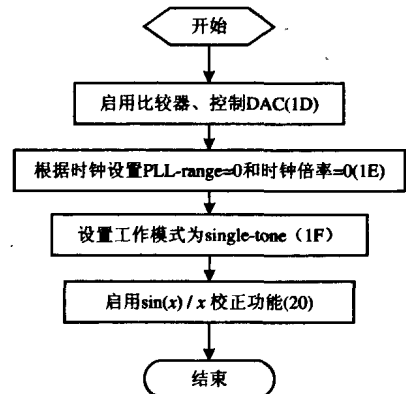 开始
启用比较器、控制DAC(1D)
根据时钟设置PLL-range=0和时钟倍率=0(1E)
设置工作模式为single-tone（1F）
启用sin(x) / x 校正功能(20)
结束